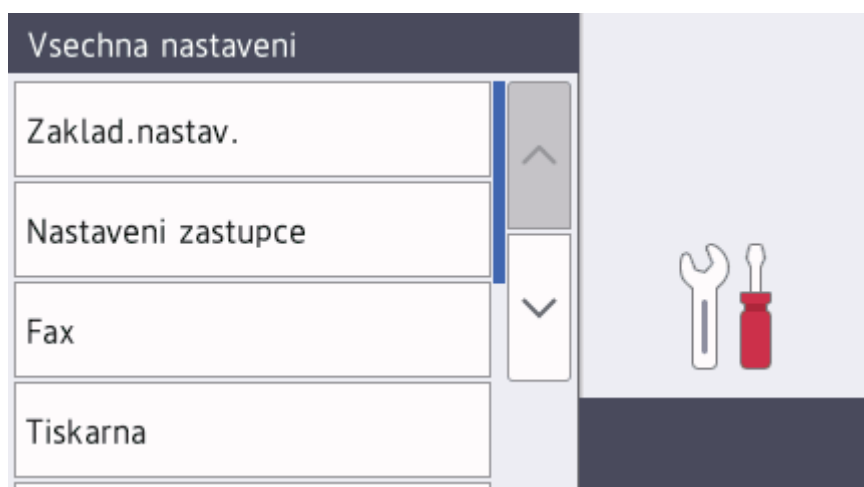 Vsechna nastaveni
Zaklad.nastav.
Nastaveni zastupce
Fax
Tiskarna